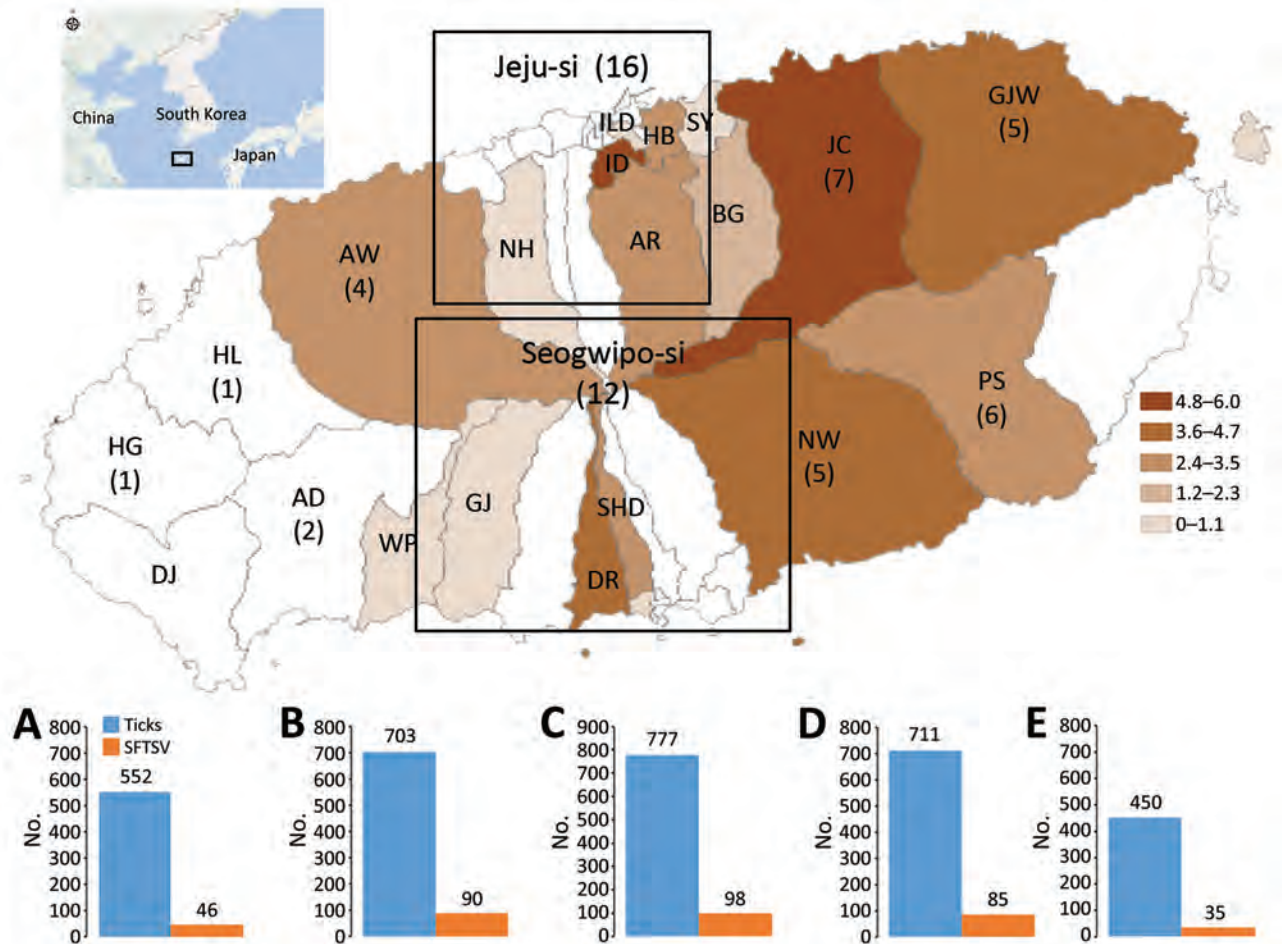 China
South Korea
Japan
Jeju-si (16)
ILD
HB
SY
ID
JC
(7)
GJW
(5)
AW
(4)
NH
AR
BG
HL
(1)
Seogwipo-si
(12)
PS
(6)
HG
(1)
AD
(2)
NW
(5)
GJ
SHD
WP
DJ
DR
4.8–6.0
3.6–4.7
2.4–3.5
1.2–2.3
0–1.1
A
Ticks
SFTSV
No.
800
700
600
500
400
300
200
100
0
552
46
B
No.
800
700
600
500
400
300
200
100
0
703
90
C
No.
900
800
700
600
500
400
300
200
100
0
777
98
D
No.
800
700
600
500
400
300
200
100
0
711
85
E
No.
800
700
600
500
400
300
200
100
0
450
35